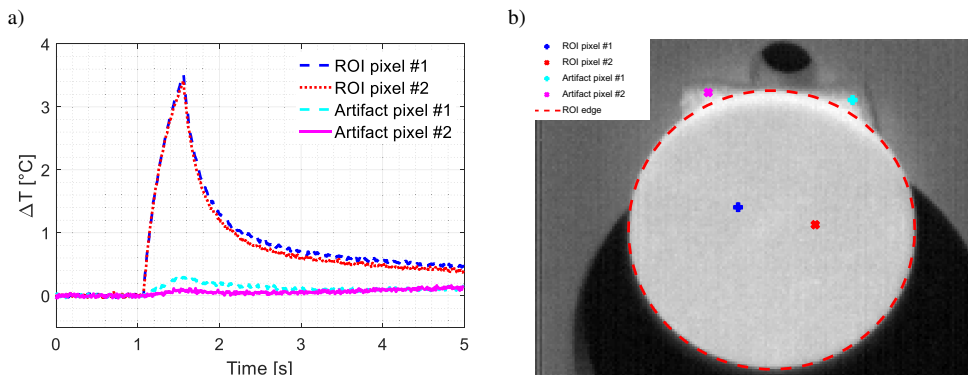 a)
4
3
2
1
0
ΔT [°C]
0 1 2 3 4 5
Time [s]
ROI pixel #1
ROI pixel #2
Artifact pixel #1
Artifact pixel #2
b)
ROI pixel #1
ROI pixel #2
Artifact pixel #1
Artifact pixel #2
ROI edge